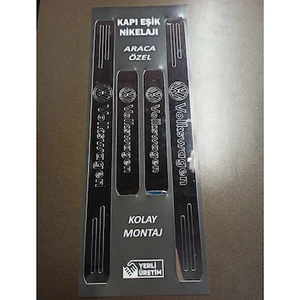 KAPI EŞİK
NİKELAJI
ARACA
ÖZEL
Volkswagen
Volkswagen
Volkswagen
Volkswagen
KOLAY
MONTAJ
YERLİ
ÜRETİM